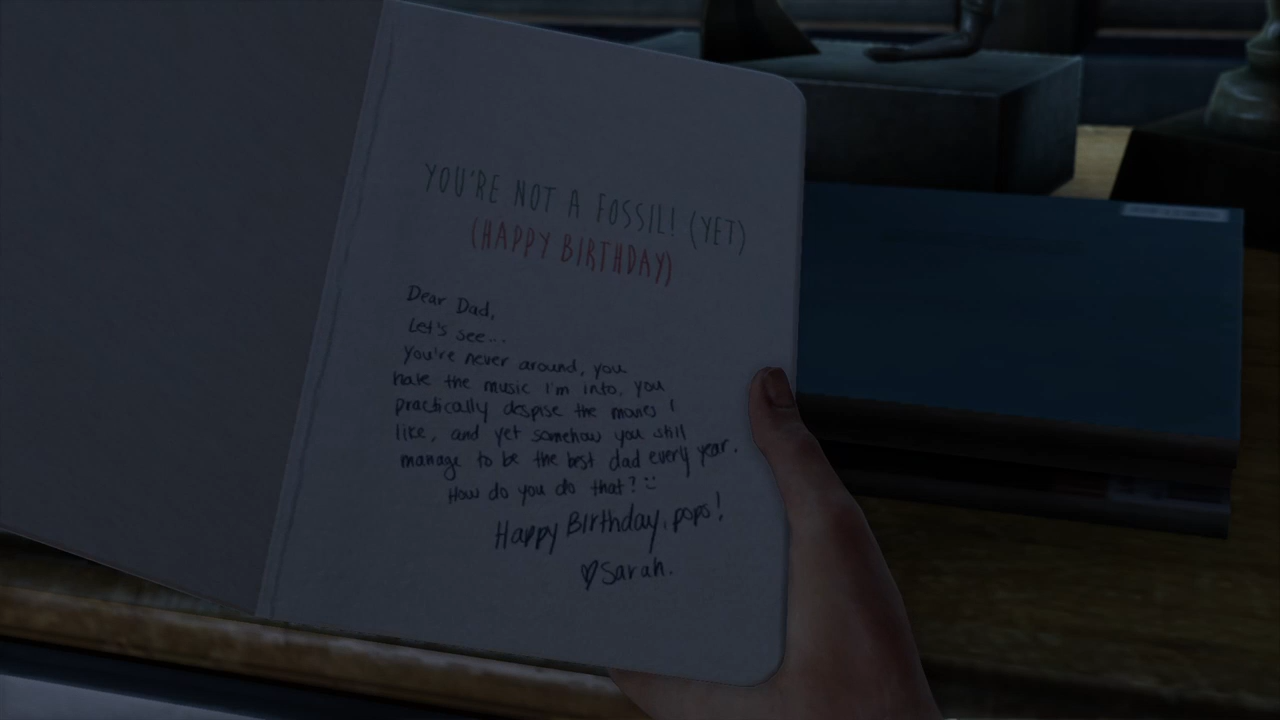 YOU'RE NOT A FOSSIL! (YET)
(HAPPY BIRTHDAY)
Dear Dad,
Let's see...
You're never around, you
hate the music I'm into, you
practically despise the movies I
like, and yet somehow you still
manage to be the best dad every year.
How do you do that? :)
Happy Birthday, pops!
♡Sarah.